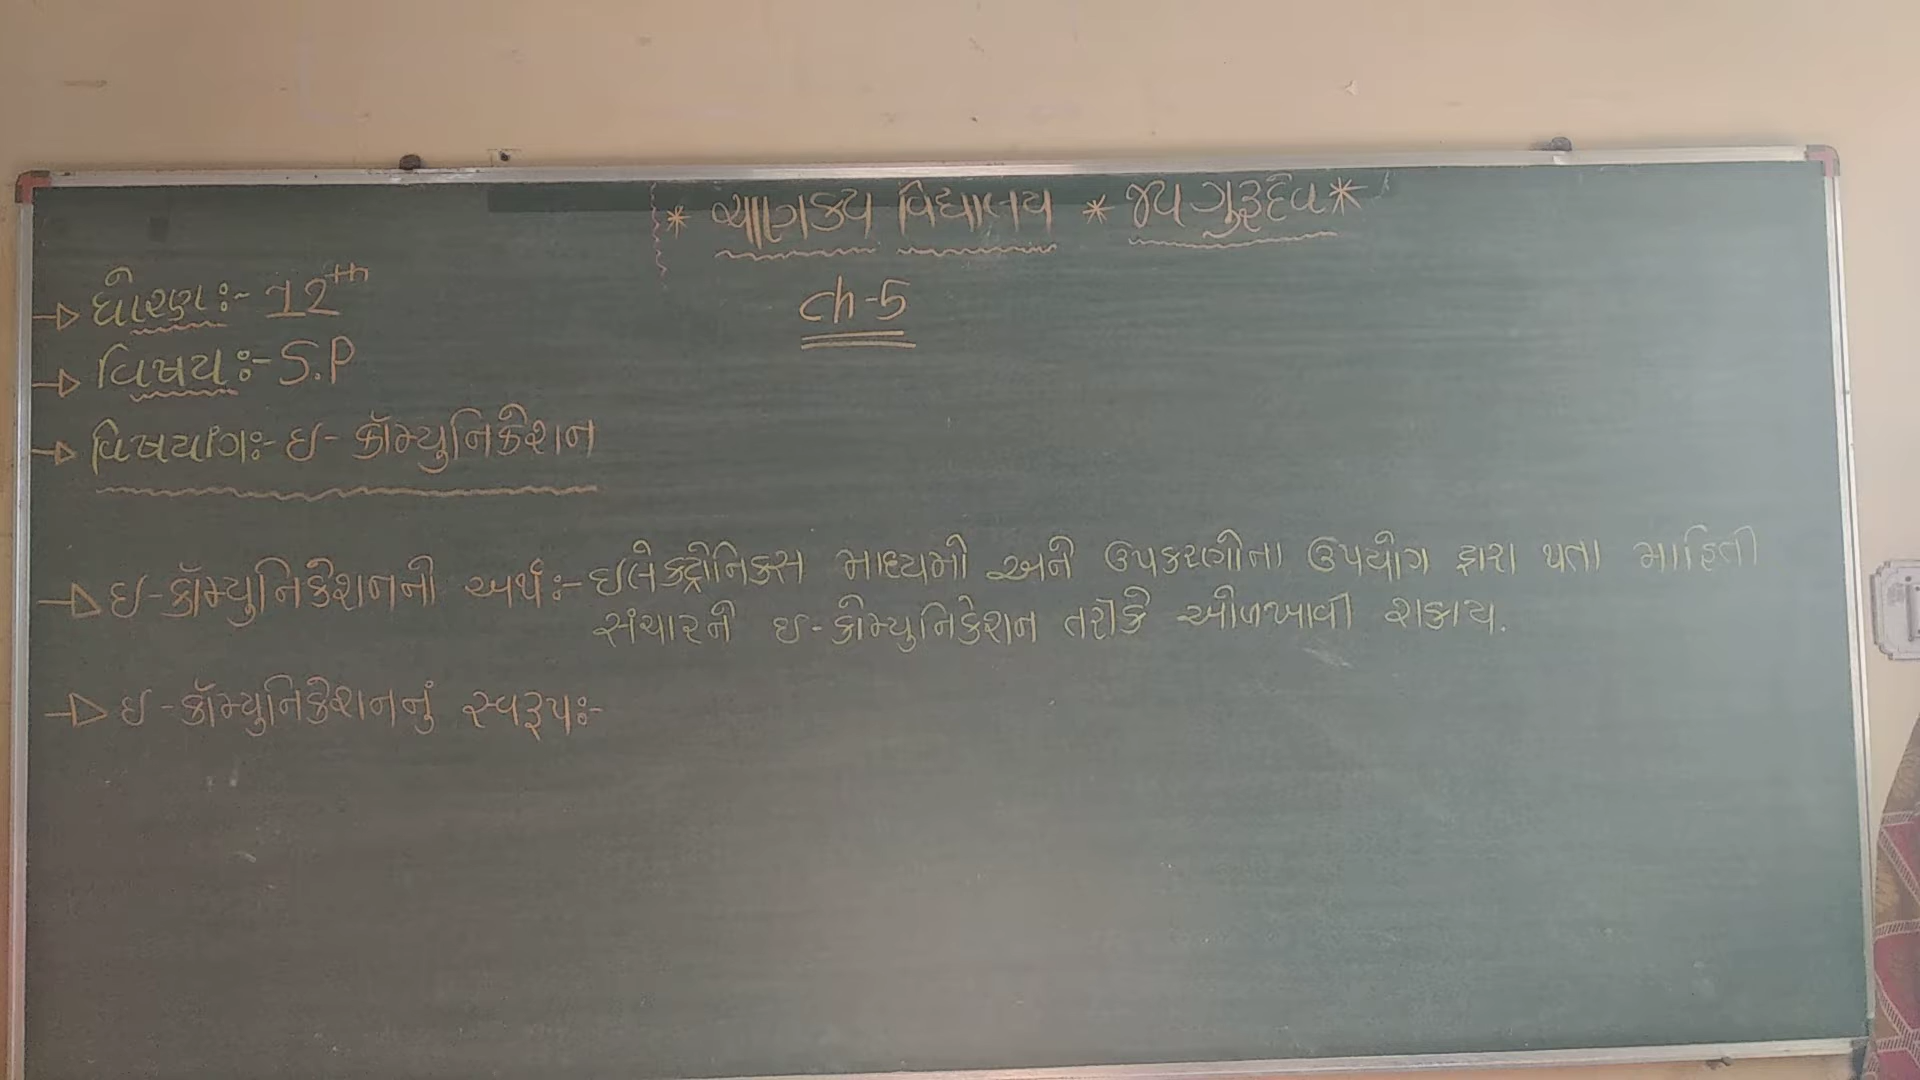 * ચાણક્ય વિદ્યાલય * જય ગુરૂદેવ *
Ch-5
→ ધોરણ :- 12th
→ વિષય :- S.P
→ વિષયાંગ :- ઇ - કૉમ્યુનિકેશન
→ ઇ-કૉમ્યુનિકેશનનો અર્થ :- ઈલેક્ટ્રોનિક્સ માધ્યમો અને ઉપકરણોના ઉપયોગ દ્વારા થતા માહિતી
સંચારને ઇ-કોમ્યુનિકેશન તરીકે ઓળખાવી શકાય.
→ ઇ-કૉમ્યુનિકેશનનું સ્વરૂપ :-